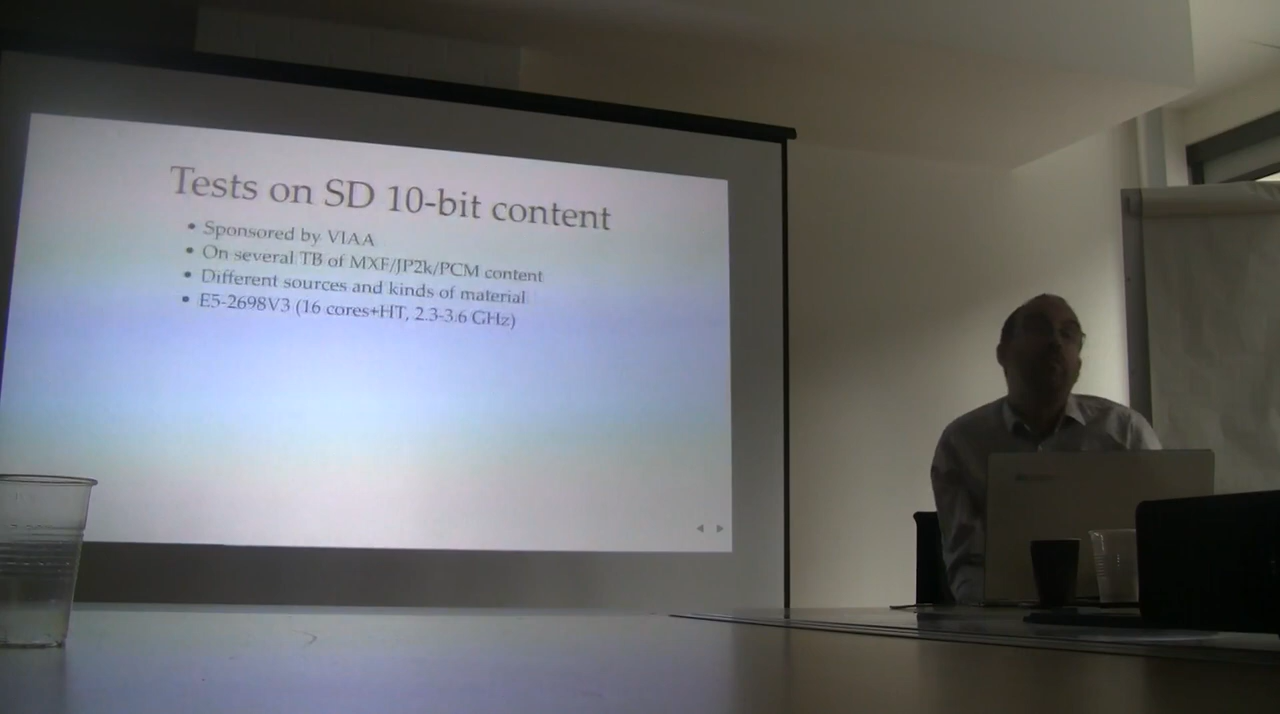 Tests on SD 10-bit content
• Sponsored by VIAA
• On several TB of MXF/JP2k/PCM content
• Different sources and kinds of material
• E5-2698V3 (16 cores+HT, 2.3-3.6 GHz)